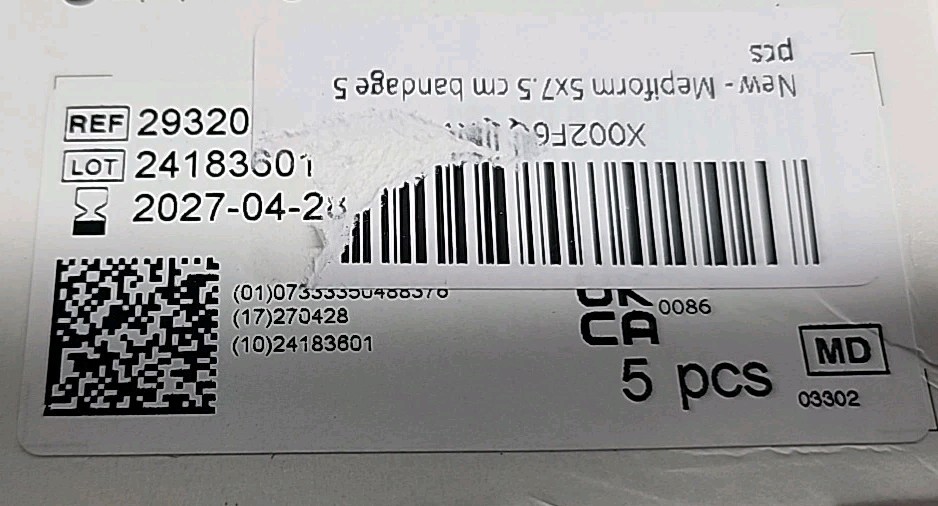 New - Mepiform 5x7.5 cm bandage 5
pcs
REF 29320
LOT 24183601
2027-04-28
(17)270428
(10)24183601
UK
CA 0086
5 pcs
MD
03302